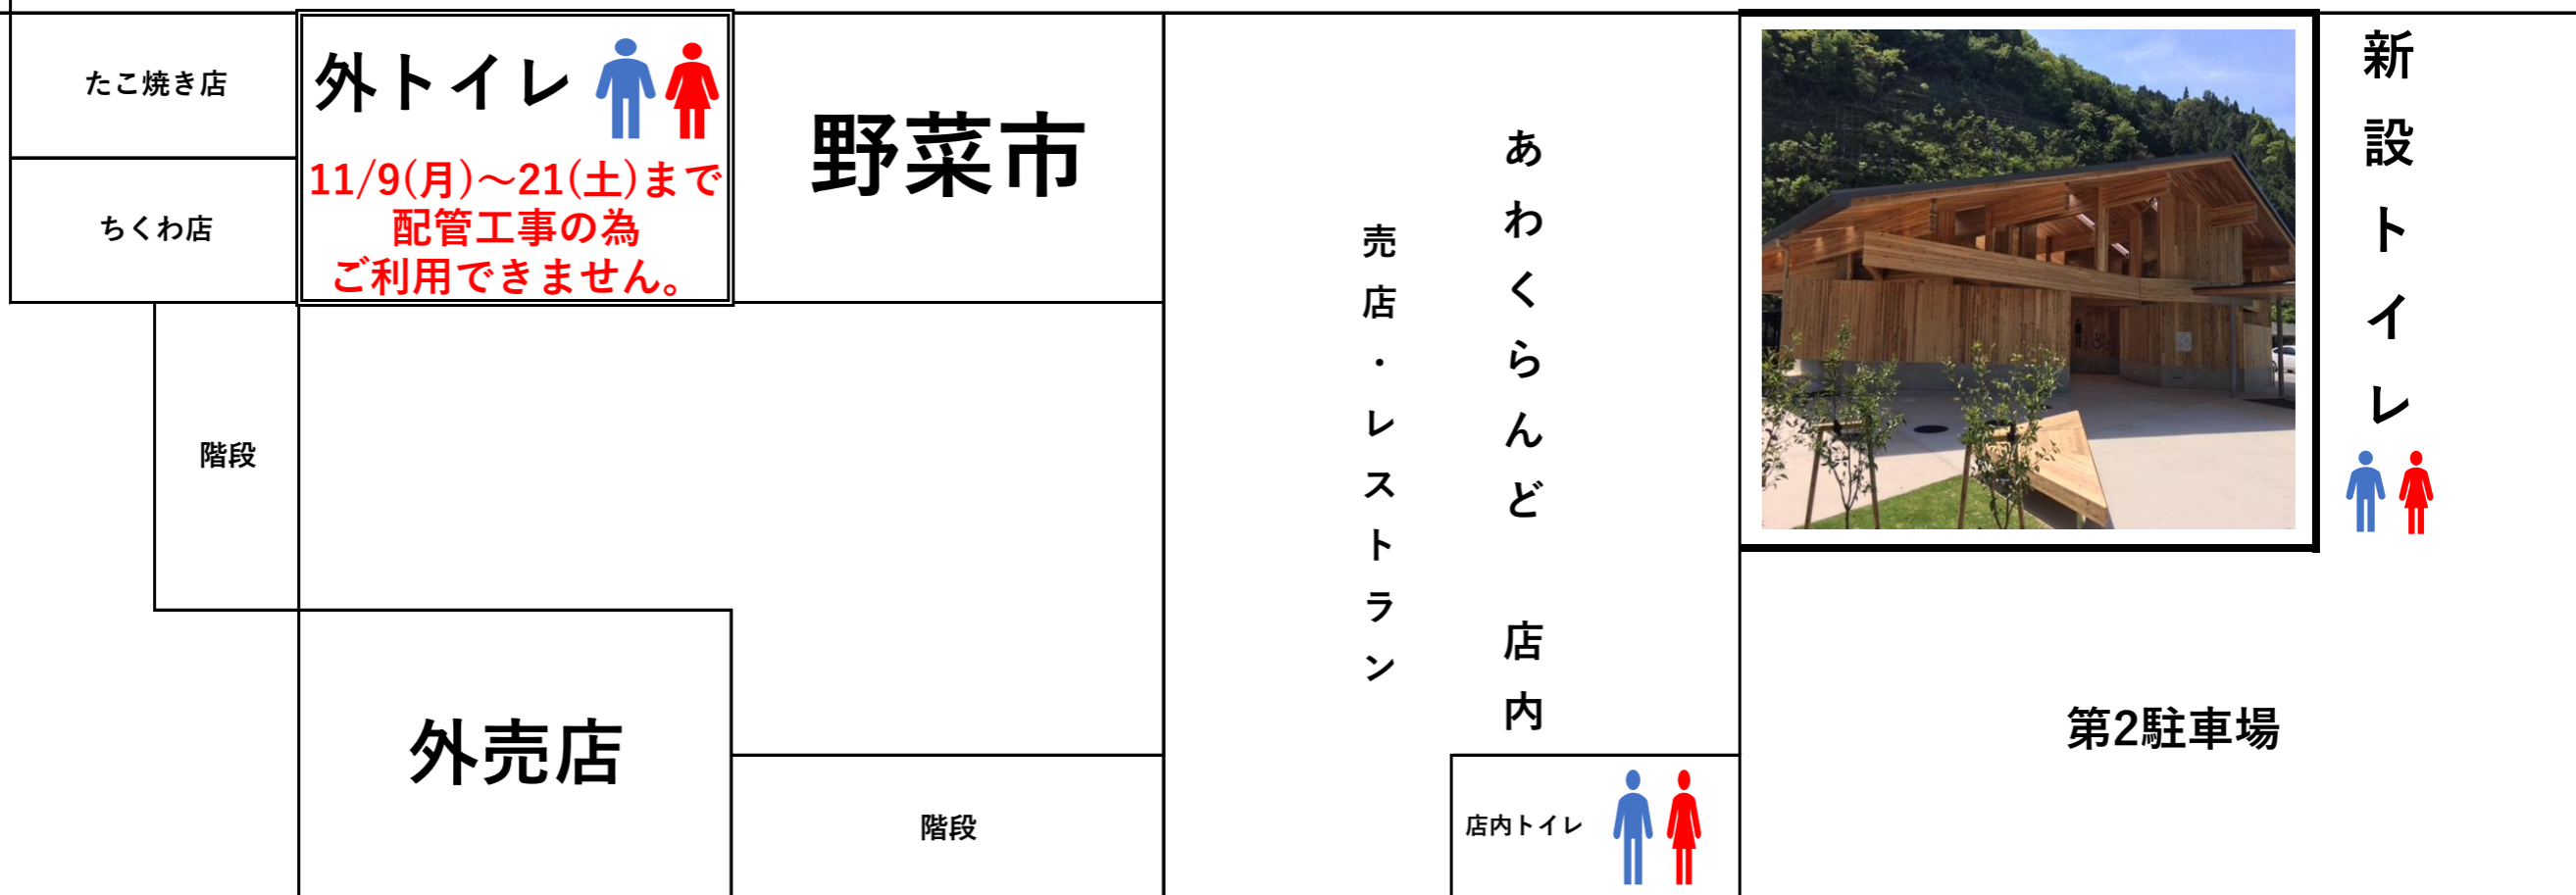 たこ焼き店
ちくわ店
外トイレ
11/9(月)～21(土)まで
配管工事の為
ご利用できません。
野菜市
階段
外売店
階段
あわくらんど 店内
売店・レストラン
店内トイレ
新設トイレ
第2駐車場